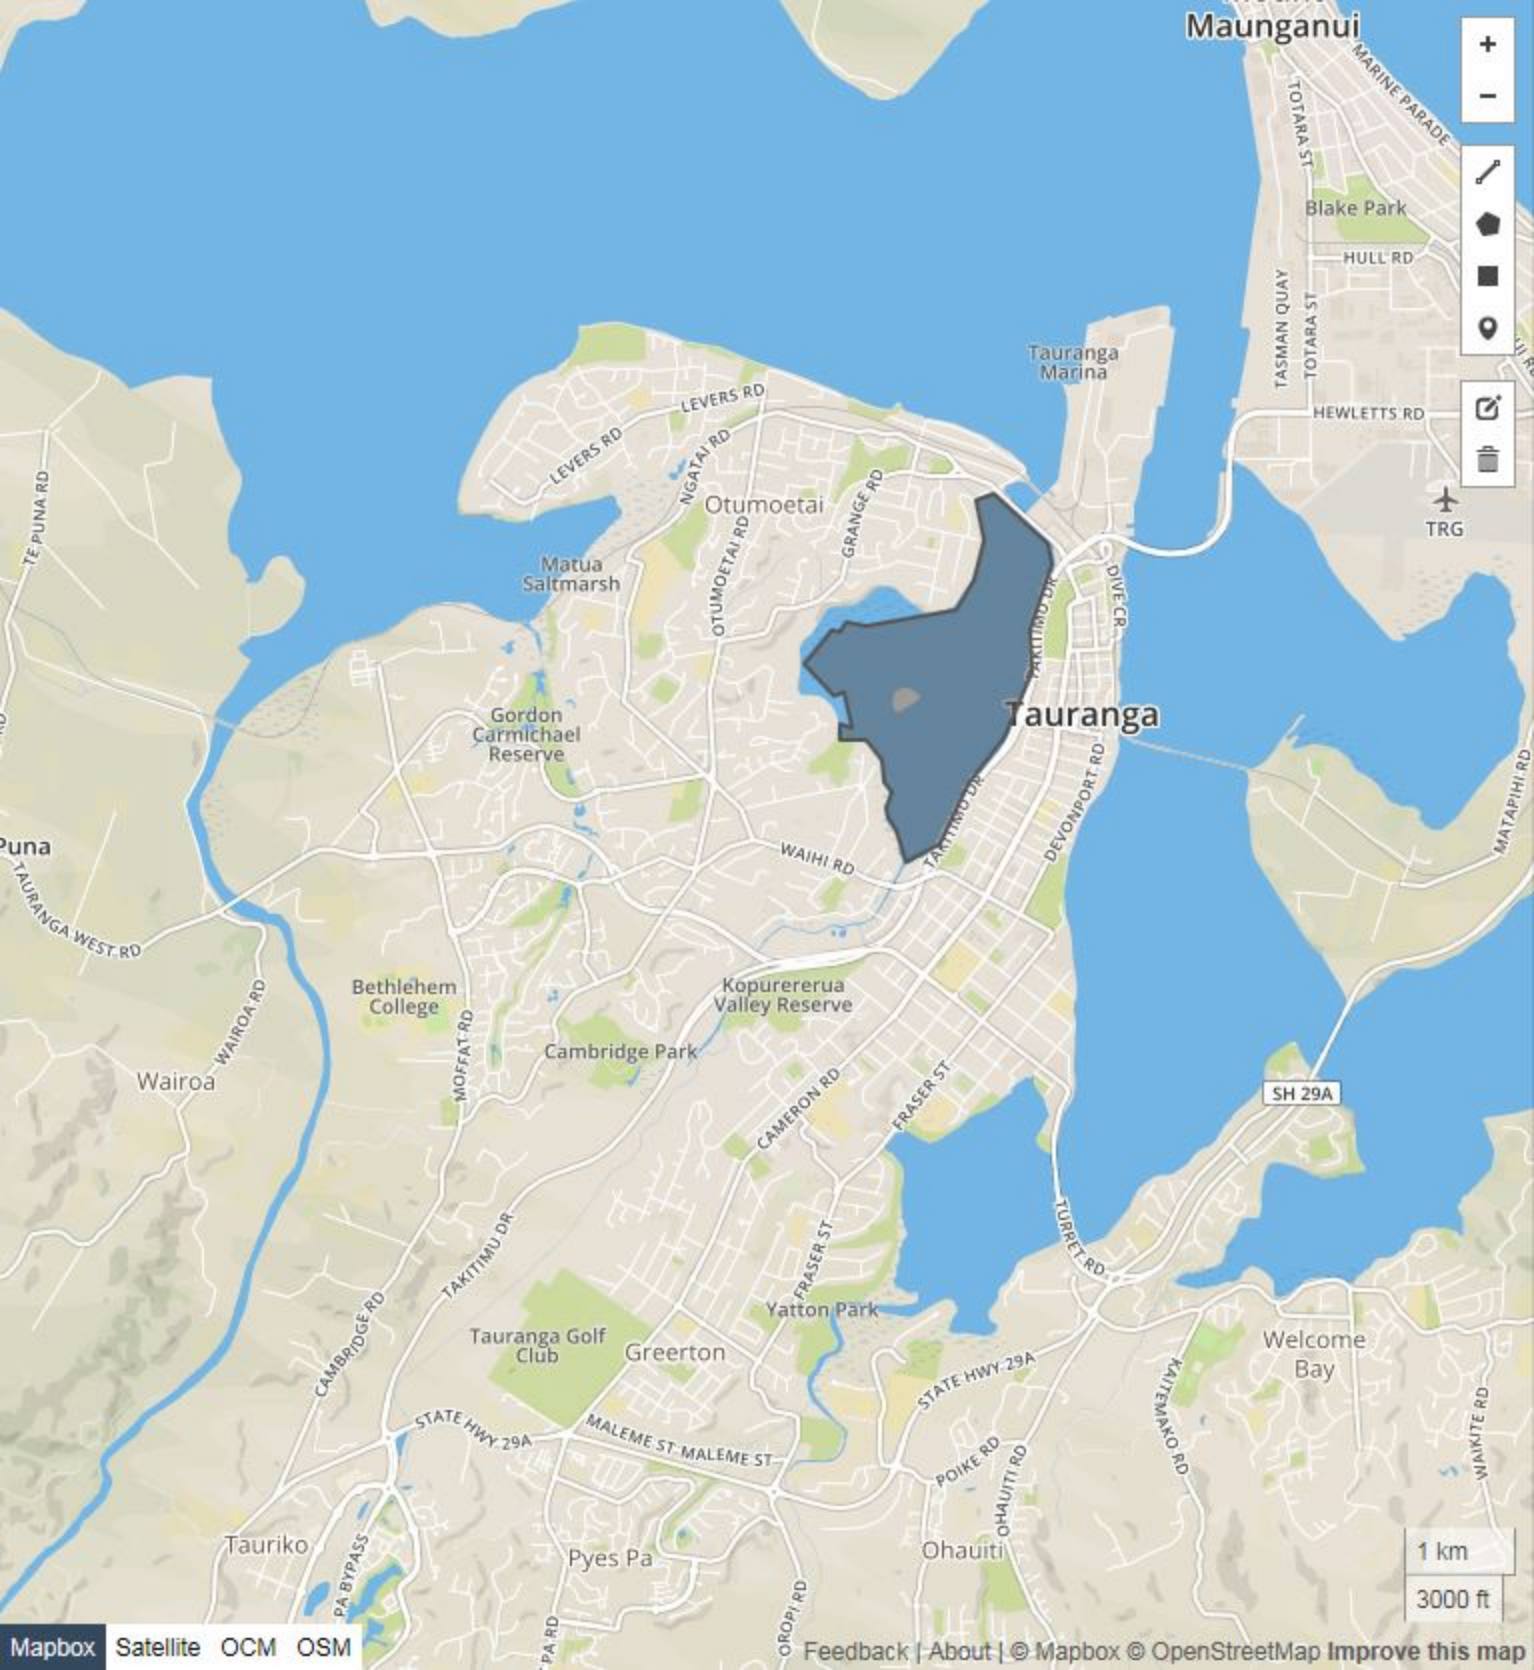 Maunganui
MARINE PARADE
TOTARA ST
Blake Park
HULL RD
TASMAN QUAY
TOTARA ST
Tauranga
Marina
HEWLETTS RD
TRG
LEVERS RD
LEVERS RD
NGATAI RD
Otumoetai
GRANGE RD
OTUMOETAI RD
TE PUNA RD
Matua
Saltmarsh
DIVE CR
TAKITIMU DR
Tauranga
Gordon
Carmichael
Reserve
TAKITIMU DR
DEVONPORT RD
MATAPIHI RD
Puna
WAIHI RD
TAURANGA WEST RD
Bethlehem
College
Kopurererua
Valley Reserve
WAIROA RD
MOFFAT RD
Cambridge Park
Wairoa
CAMERON RD
FRASER ST
SH 29A
TURRET RD
TAKITIMU DR
FRASER ST
CAMBRIDGE RD
Yatton Park
Tauranga Golf
Club
Greerton
Welcome
Bay
STATE HWY 29A
KAITEMAKO RD
WAIKITE RD
STATE HWY 29A
MALEME ST MALEME ST
POIKE RD
OHAUITI RD
Tauriko
Pyes Pa
Ohauiti
1 km
PA BYPASS
OROPI RD
3000 ft
PA RD
Mapbox Satellite OCM OSM
Feedback | About | © Mapbox © OpenStreetMap Improve this map